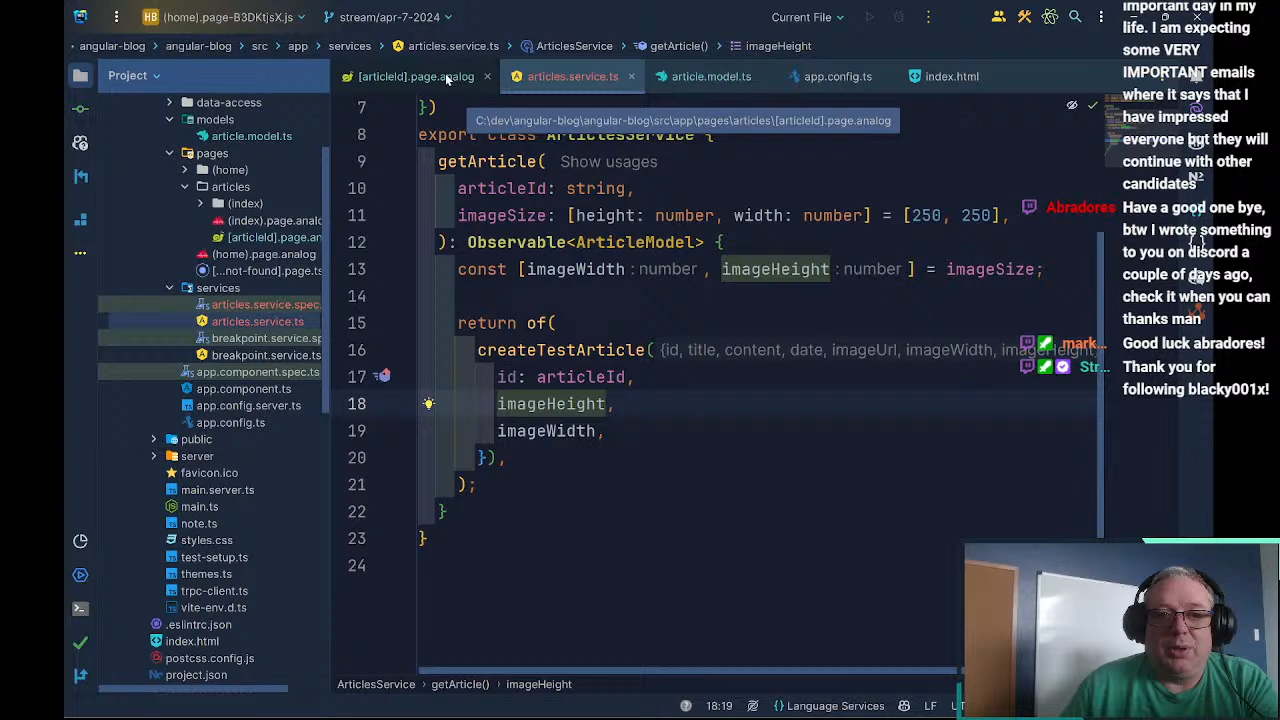 HB
(home).page-B3DKtjsX.js
stream/apr-7-2024
Current File
angular-blog
angular-blog
src
app
services
articles.service.ts
ArticlesService
getArticle()
imageHeight
Project
[articleId].page.analog
articles.service.ts
article.model.ts
app.config.ts
index.html
C:\dev\angular-blog\angular-blog\src\app\pages\articles\[articleId].page.analog
data-access
models
article.model.ts
pages
(home)
articles
(index)
(index).page.analo
[articleId].page.an
(home).page.analog
[...not-found].page.ts
services
articles.service.spec.
articles.service.ts
breakpoint.service.sp
breakpoint.service.ts
app.component.spec.ts
app.component.ts
app.config.server.ts
app.config.ts
public
server
favicon.ico
main.server.ts
main.ts
note.ts
styles.css
test-setup.ts
themes.ts
trpc-client.ts
vite-env.d.ts
.eslintrc.json
index.html
postcss.config.js
project.json
7 })
8 export class ArticlesService {
9 getArticle( Show usages
10 articleId: string,
11 imageSize: [height: number, width: number] = [250, 250],
12 ): Observable<ArticleModel> {
13 const [imageWidth : number , imageHeight : number ] = imageSize;
14
15 return of(
16 createTestArticle( {id, title, content, date, imageUrl, imageWidth, imageHeight}
17 id: articleId,
18 imageHeight,
19 imageWidth,
20 }),
21 );
22 }
23 }
24
important day in my
life. I am expecting
some VERY
IMPORTANT emails
where it says that I
have impressed
everyone but they will
continue with other
candidates
Abradores
Have a good one bye,
btw I wrote something
to you on discord a
couple of days ago,
check it when you can
thanks man
mark...
Good luck abradores!
Str...
Thank you for
following blacky001x!
ArticlesService
getArticle()
imageHeight
18:19
Language Services
LF